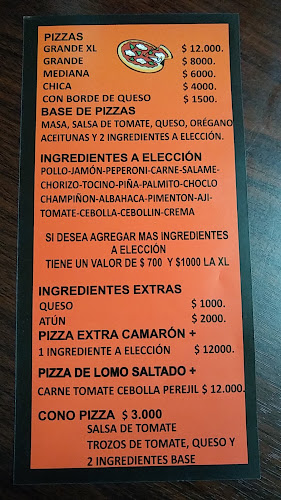 PIZZAS
GRANDE XL $ 12.000.
GRANDE $ 8000.
MEDIANA $ 6000.
CHICA $ 4000.
CON BORDE DE QUESO $ 1500.
BASE DE PIZZAS
MASA, SALSA DE TOMATE, QUESO, ORÉGANO
ACEITUNAS Y 2 INGREDIENTES A ELECCIÓN.
INGREDIENTES A ELECCIÓN
POLLO-JAMÓN-PEPERONI-CARNE-SALAME-
CHORIZO-TOCINO-PIÑA-PALMITO-CHOCLO
CHAMPIÑON-ALBAHACA-PIMENTON-AJI-
TOMATE-CEBOLLA-CEBOLLIN-CREMA
SI DESEA AGREGAR MAS INGREDIENTES
A ELECCIÓN
TIENE UN VALOR DE $ 700 Y $1000 LA XL
INGREDIENTES EXTRAS
QUESO $ 1000.
ATÚN $ 2000.
PIZZA EXTRA CAMARÓN +
1 INGREDIENTE A ELECCIÓN $ 12000.
PIZZA DE LOMO SALTADO +
CARNE TOMATE CEBOLLA PEREJIL $ 12.000.
CONO PIZZA $ 3.000
SALSA DE TOMATE
TROZOS DE TOMATE, QUESO Y
2 INGREDIENTES BASE